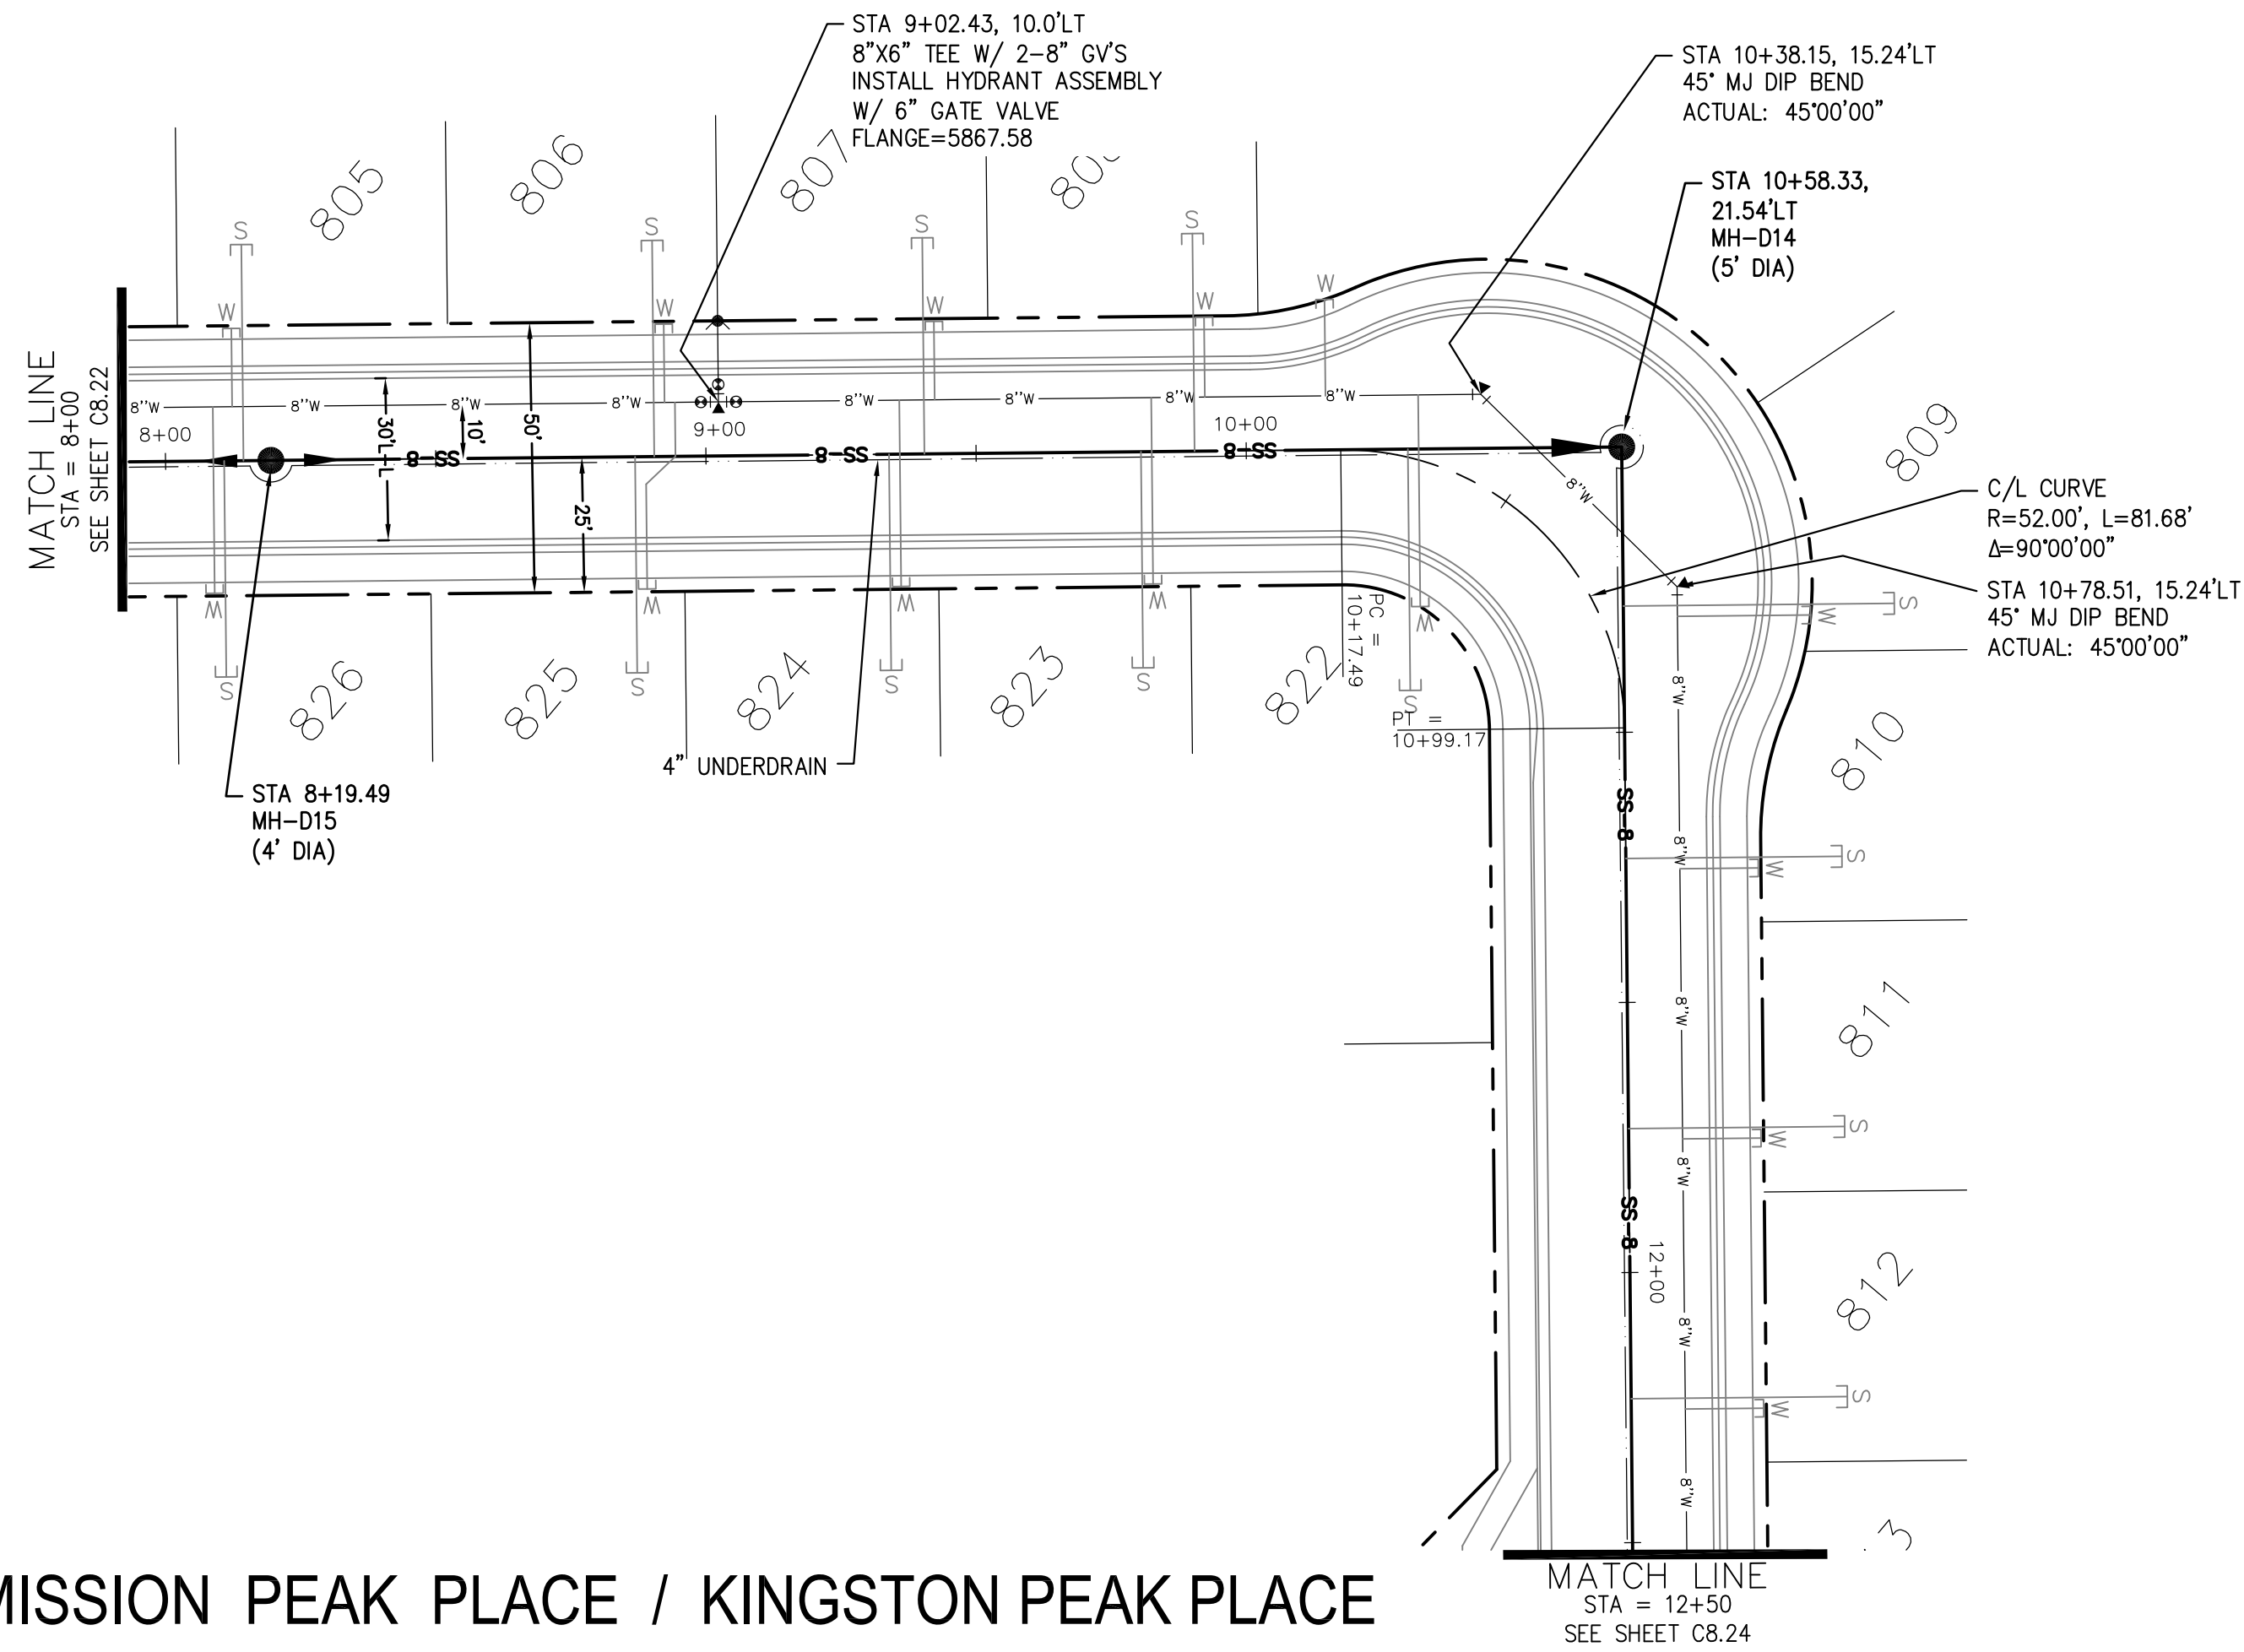 STA 9+02.43, 10.0'LT
8"X6" TEE W/ 2-8" GV'S
INSTALL HYDRANT ASSEMBLY
W/ 6" GATE VALVE
FLANGE=5867.58
STA 10+38.15, 15.24'LT
45° MJ DIP BEND
ACTUAL: 45°00'00"
STA 10+58.33,
21.54'LT
MH-D14
(5' DIA)
805
806
807
S
S
S
S
W
W
W
W
W
MATCH LINE
STA = 8+00
SEE SHEET C8.22
8"W
8"W
8"W
8"W
8"W
8"W
8"W
8"W
8+00
9+00
10+00
30'L-L
10'
50'
25'
SS-8
SS-8
SS-8
8"W
809
C/L CURVE
R=52.00', L=81.68'
Δ=90°00'00"
STA 10+78.51, 15.24'LT
45° MJ DIP BEND
ACTUAL: 45°00'00"
W
W
W
W
W
S
S
S
S
S
826
825
824
823
822
PC =
10+17.49
PT =
10+99.17
4" UNDERDRAIN
STA 8+19.49
MH-D15
(4' DIA)
S
W
8"W
810
SS-8
8"W
S
W
811
8"W
S
W
8"W
SS-8
12+00
812
8"W
S
W
8"W
3
MISSION PEAK PLACE / KINGSTON PEAK PLACE
MATCH LINE
STA = 12+50
SEE SHEET C8.24